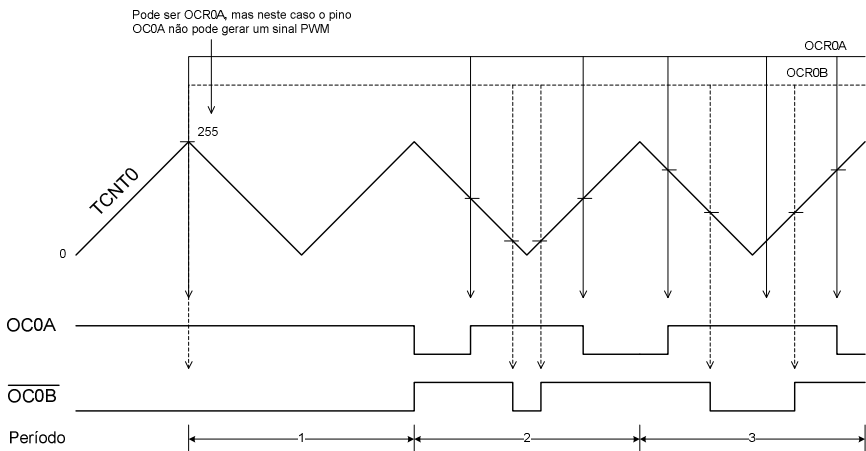 Pode ser OCR0A, mas neste caso o pino
OC0A não pode gerar um sinal PWM
OCR0A
OCR0B
255
TCNT0
0
OC0A
OC0B
Período
1
2
3